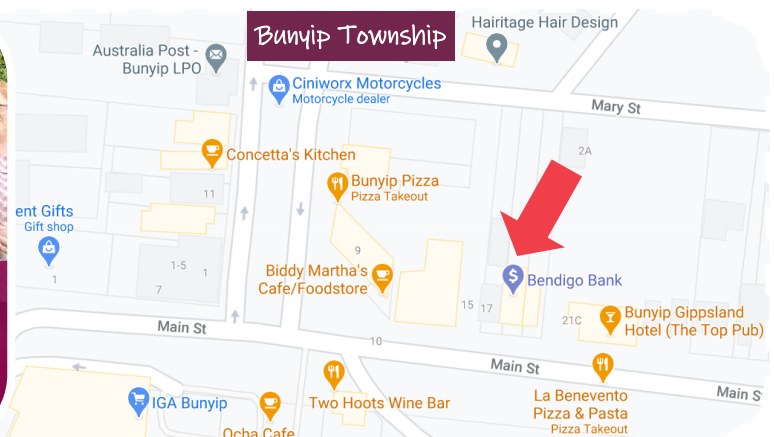 Bunyip Township
Hairitage Hair Design
Australia Post -
Bunyip LPO
Ciniworx Motorcycles
Motorcycle dealer
Mary St
2A
Concetta's Kitchen
Bunyip Pizza
Pizza Takeout
11
ent Gifts
Gift shop
9
1-5
1
1
7
Biddy Martha's
Cafe/Foodstore
$
Bendigo Bank
15
17
21C
Bunyip Gippsland
Hotel (The Top Pub)
Main St
10
Main St
Main S
IGA Bunyip
Two Hoots Wine Bar
La Benevento
Pizza & Pasta
Pizza Takeout
Ocha Cafe